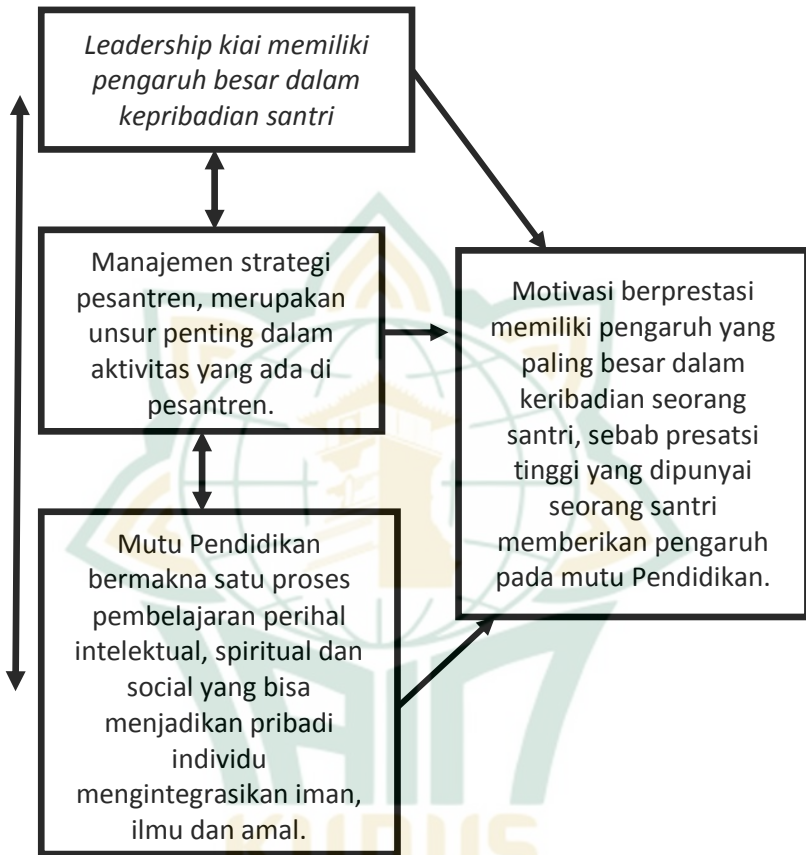 Leadership kiai memiliki
pengaruh besar dalam
kepribadian santri
Manajemen strategi
pesantren, merupakan
unsur penting dalam
aktivitas yang ada di
pesantren.
Motivasi berprestasi
memiliki pengaruh yang
paling besar dalam
keribadian seorang
santri, sebab presatsi
tinggi yang dipunyai
seorang santri
memberikan pengaruh
pada mutu Pendidikan.
Mutu Pendidikan
bermakna satu proses
pembelajaran perihal
intelektual, spiritual dan
social yang bisa
menjadikan pribadi
individu
mengintegrasikan iman,
ilmu dan amal.
IAIN
KUDUS